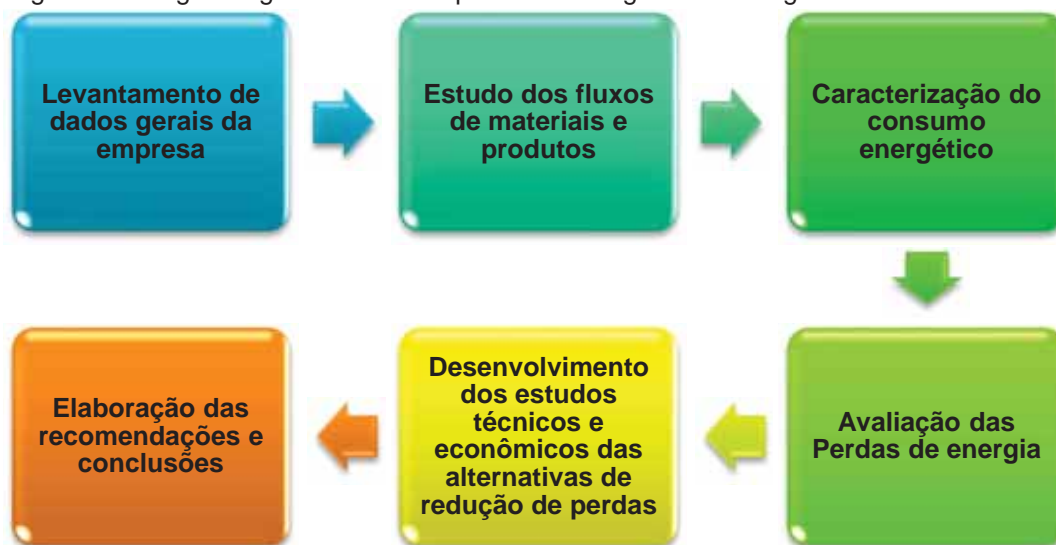 Levantamento de
dados gerais da
empresa
Estudo dos fluxos
de materiais e
produtos
Caracterização do
consumo
energético
Avaliação das
Perdas de energia
Desenvolvimento
dos estudos
técnicos e
econômicos das
alternativas de
redução de perdas
Elaboração das
recomendações e
conclusões